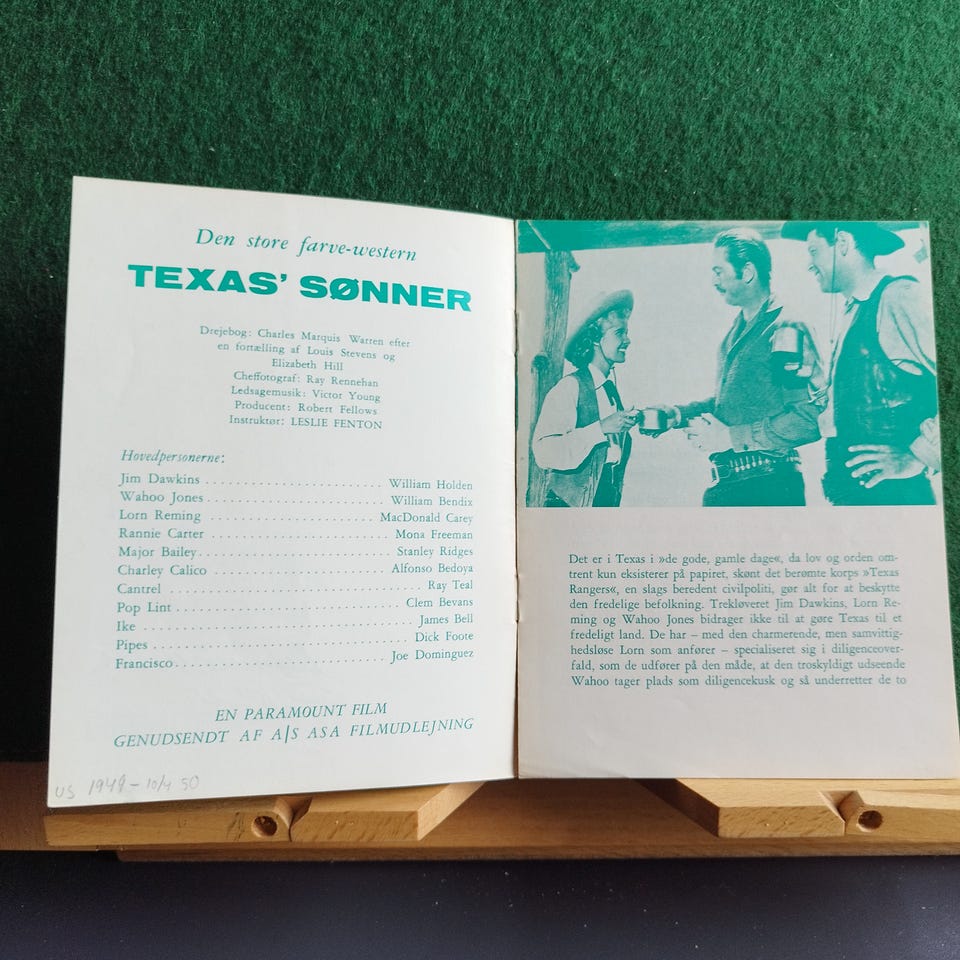 Den store farve-western
TEXAS' SØNNER
Drejebog: Charles Marquis Warren efter
en fortælling af Louis Stevens og
Elizabeth Hill
Cheffotograf: Ray Rennehan
Ledsagemusik: Victor Young
Producent: Robert Fellows
Instruktør: LESLIE FENTON
Hovedpersonerne:
Jim Dawkins . . . . . . . . . . . . . . . . . . . . . . . . . . . . William Holden
Wahoo Jones . . . . . . . . . . . . . . . . . . . . . . . . . . . . William Bendix
Lorn Reming . . . . . . . . . . . . . . . . . . . . . . . . . . MacDonald Carey
Rannie Carter . . . . . . . . . . . . . . . . . . . . . . . . . . . Mona Freeman
Major Bailey . . . . . . . . . . . . . . . . . . . . . . . . . . . . Stanley Ridges
Charley Calico . . . . . . . . . . . . . . . . . . . . . . . . . . Alfonso Bedoya
Cantrel . . . . . . . . . . . . . . . . . . . . . . . . . . . . . . . . . . . . Ray Teal
Pop Lint . . . . . . . . . . . . . . . . . . . . . . . . . . . . . . . . Clem Bevans
Ike . . . . . . . . . . . . . . . . . . . . . . . . . . . . . . . . . . . . . . James Bell
Pipes . . . . . . . . . . . . . . . . . . . . . . . . . . . . . . . . . . . . Dick Foote
Francisco . . . . . . . . . . . . . . . . . . . . . . . . . . . . . . Joe Dominguez
EN PARAMOUNT FILM
GENUDSENDT AF A|S ASA FILMUDLEJNING
US 1949 – 10/4 50
Det er i Texas i »de gode, gamle dage«, da lov og orden om-
trent kun eksisterer på papiret, skønt det berømte korps »Texas
Rangers«, en slags beredent civilpoliti, gør alt for at beskytte
den fredelige befolkning. Trekløveret Jim Dawkins, Lorn Re-
ming og Wahoo Jones bidrager ikke til at gøre Texas til et
fredeligt land. De har – med den charmerende, men samvittig-
hedsløse Lorn som anfører – specialiseret sig i diligenceover-
fald, som de udfører på den måde, at den troskyldigt udseende
Wahoo tager plads som diligencekusk og så underretter de to